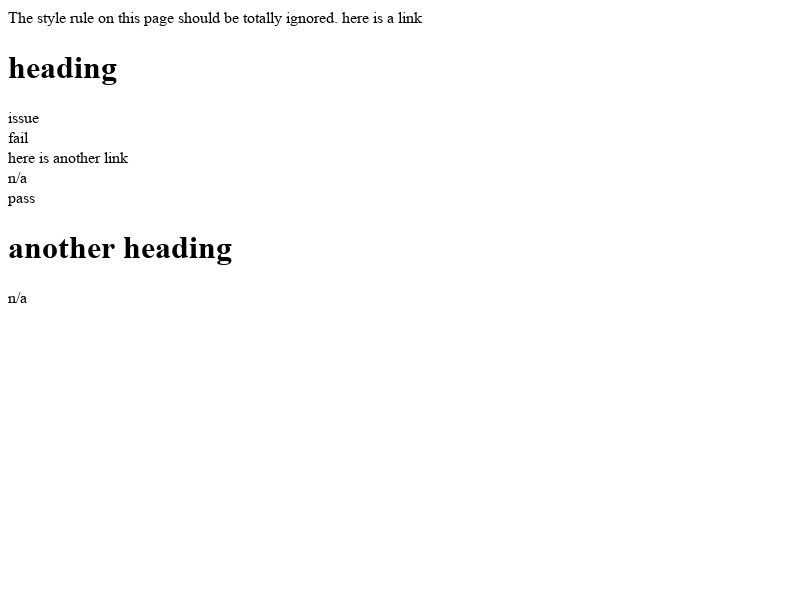 The style rule on this page should be totally ignored. here is a link
heading
issue
fail
here is another link
n/a
pass
another heading
n/a